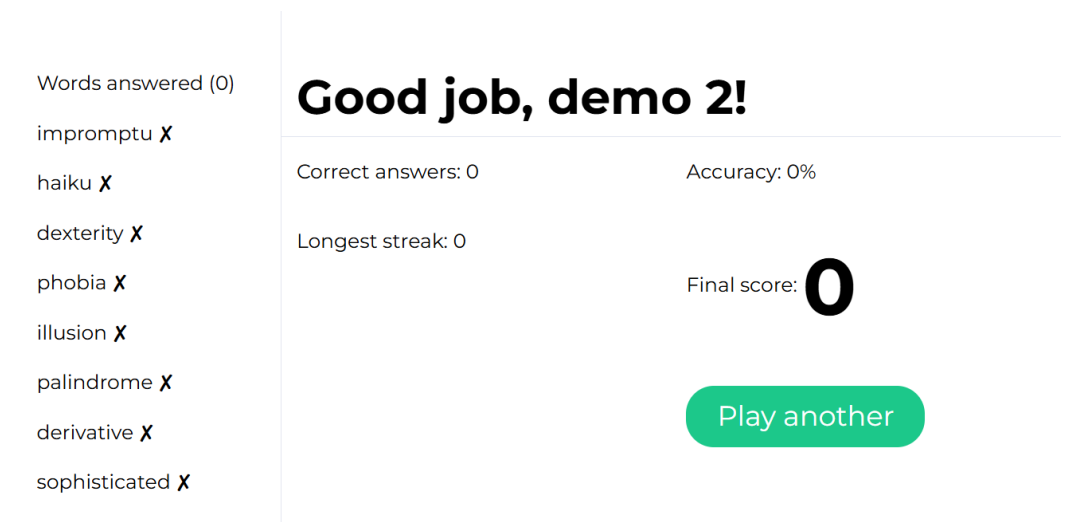 Words answered (0)
impromptu ✗
haiku ✗
dexterity ✗
phobia ✗
illusion ✗
palindrome ✗
derivative ✗
sophisticated ✗
Good job, demo 2!
Correct answers: 0
Accuracy: 0%
Longest streak: 0
Final score: 0
Play another